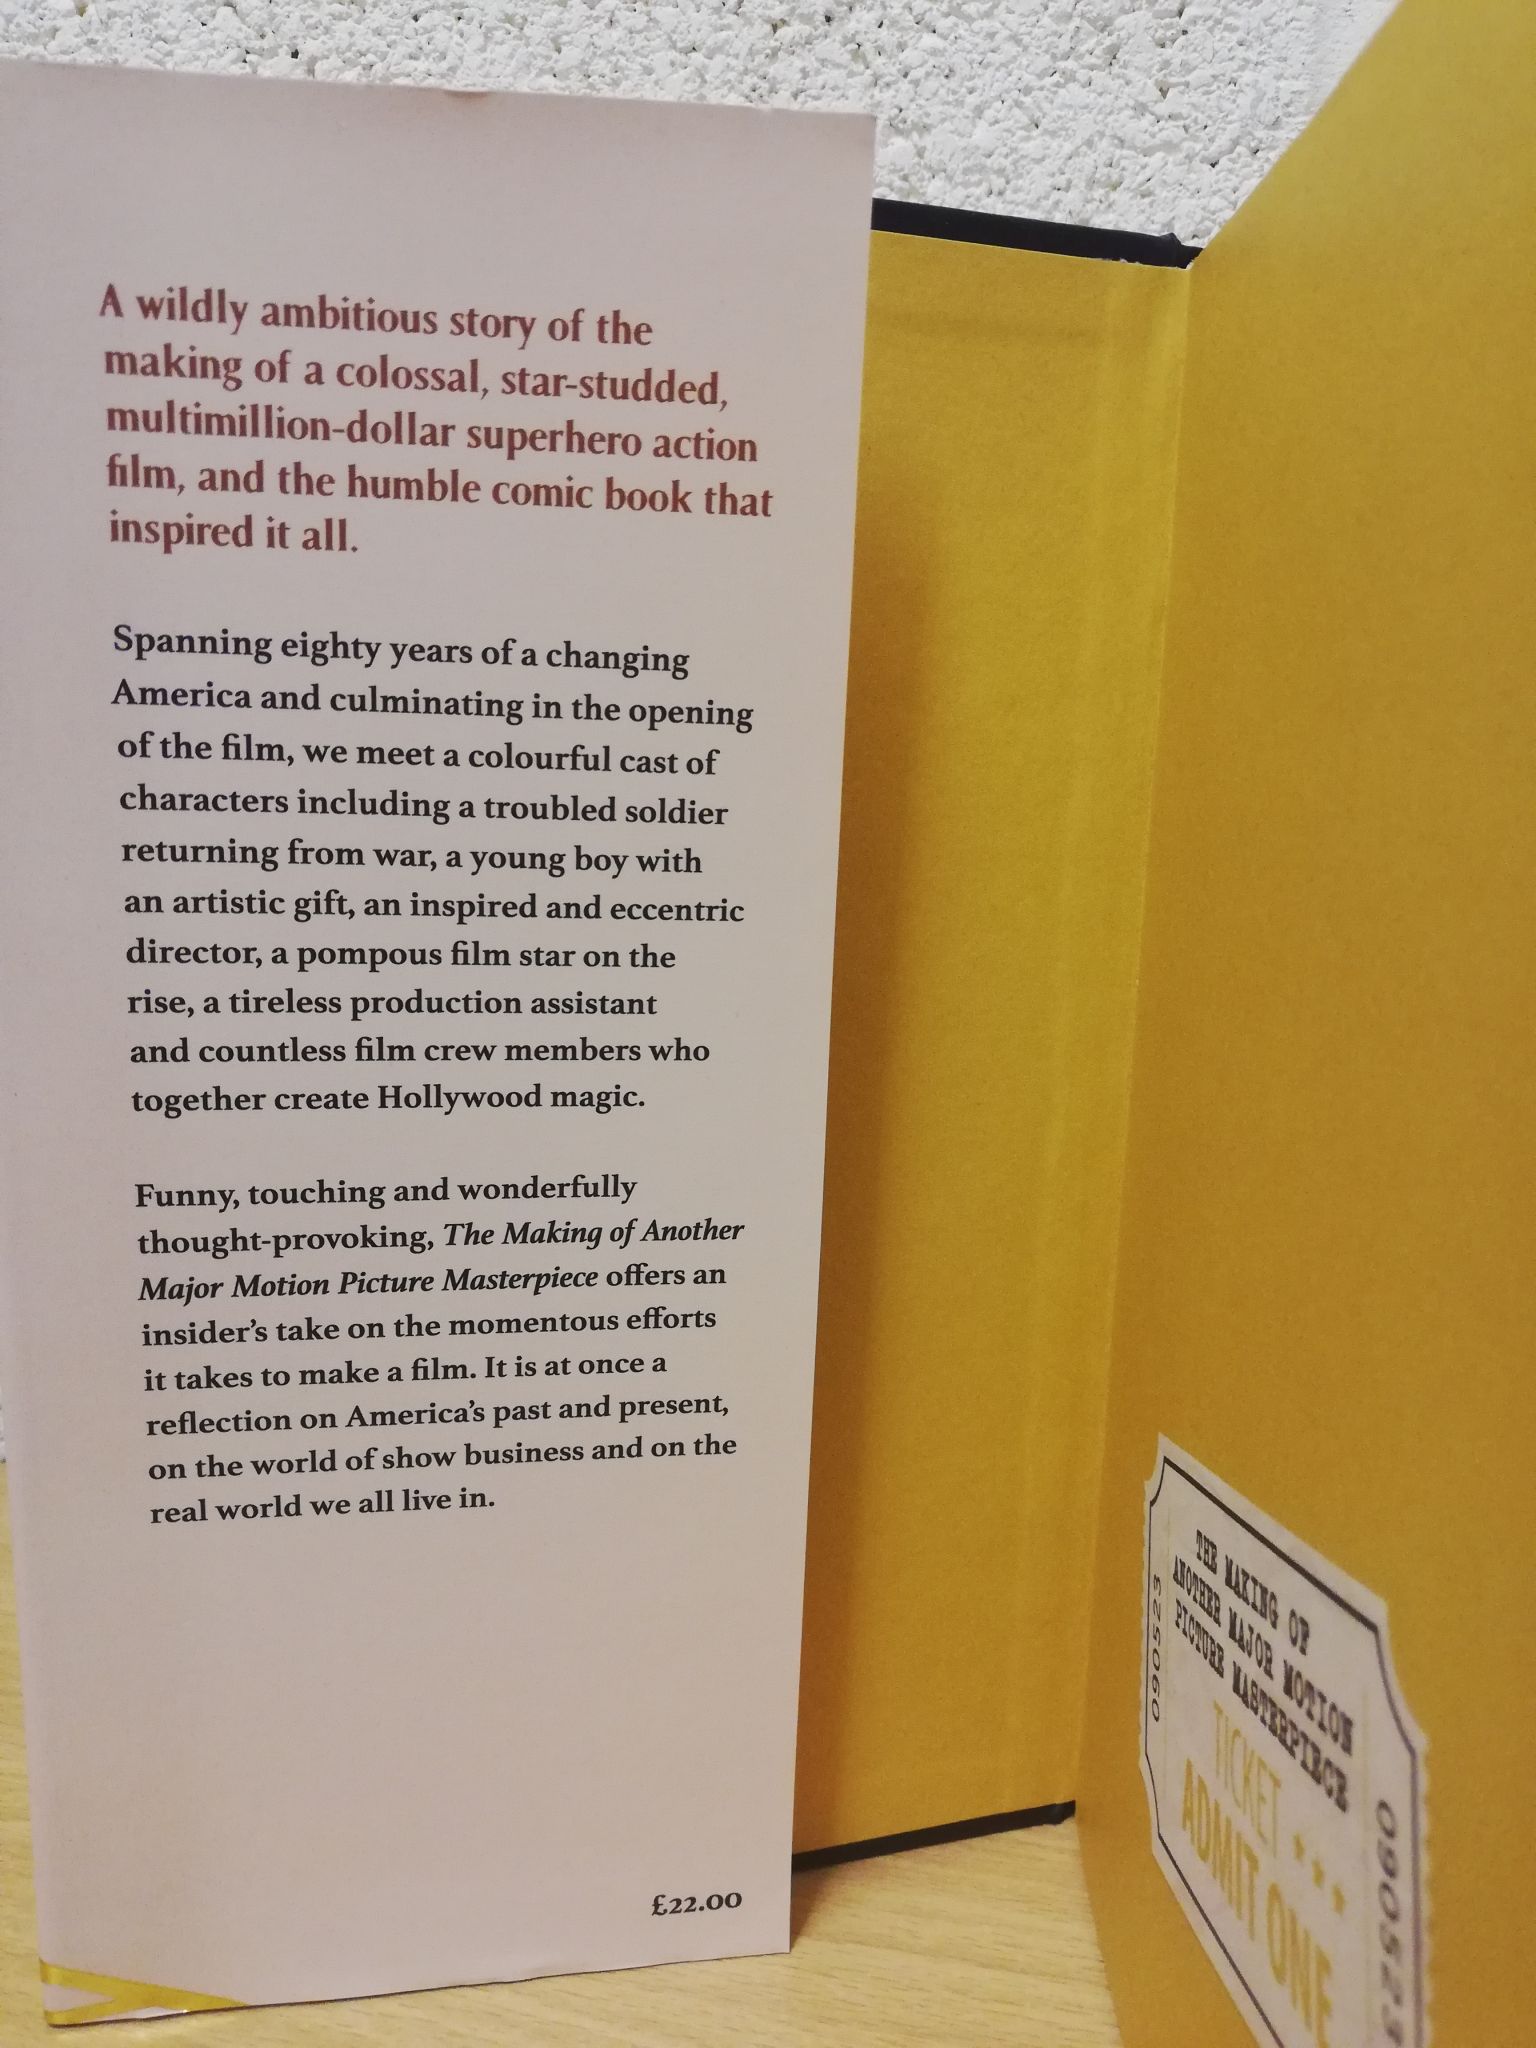 A wildly ambitious story of the
making of a colossal, star-studded,
multimillion-dollar superhero action
film, and the humble comic book that
inspired it all.
Spanning eighty years of a changing
America and culminating in the opening
of the film, we meet a colourful cast of
characters including a troubled soldier
returning from war, a young boy with
an artistic gift, an inspired and eccentric
director, a pompous film star on the
rise, a tireless production assistant
and countless film crew members who
together create Hollywood magic.
Funny, touching and wonderfully
thought-provoking, The Making of Another
Major Motion Picture Masterpiece offers an
insider’s take on the momentous efforts
it takes to make a film. It is at once a
reflection on America’s past and present,
on the world of show business and on the
real world we all live in.
£22.00
090523
THE MAKING OF
ANOTHER MAJOR MOTION
PICTURE MASTERPIECE
TICKET
ADMIT ONE
090523